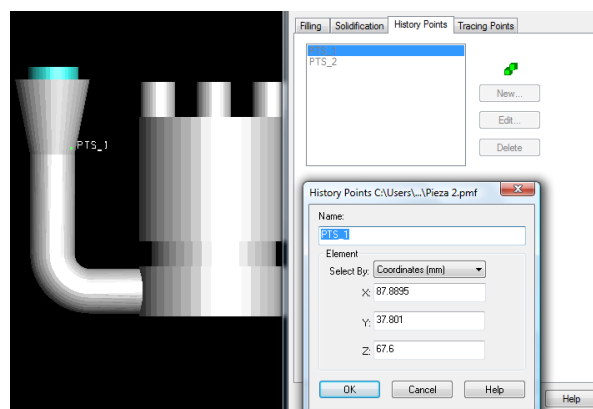 Filling Solidification History Points Tracing Points
PTS_1
PTS_2
New...
Edit...
Delete
PTS_1
History Points C:\Users\...\Pieza 2.pmf
Name:
PTS_1
Element
Select By: Coordinates (mm)
X: 87.8895
Y: 37.801
Z: 67.6
OK Cancel Help
Help